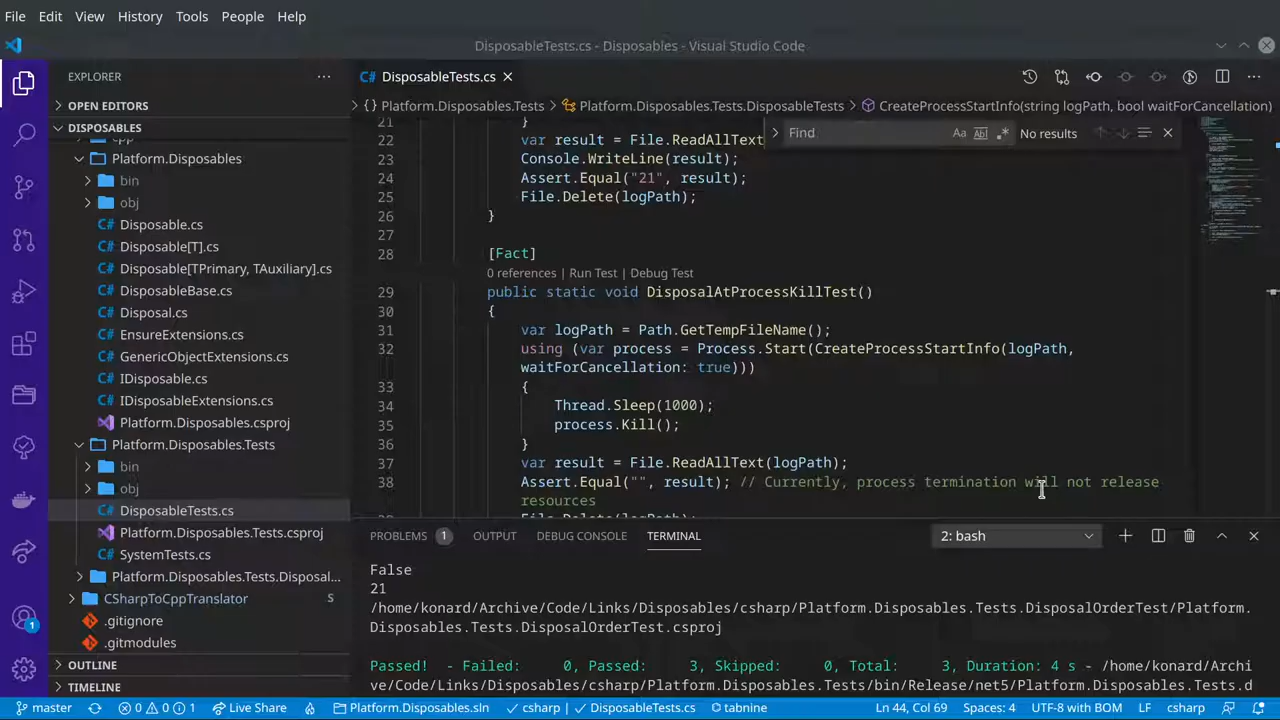 File Edit View History Tools People Help
DisposableTests.cs - Disposables - Visual Studio Code
EXPLORER
OPEN EDITORS
DISPOSABLES
cpp
Platform.Disposables
bin
obj
Disposable.cs
Disposable[T].cs
Disposable[TPrimary, TAuxiliary].cs
DisposableBase.cs
Disposal.cs
EnsureExtensions.cs
GenericObjectExtensions.cs
IDisposable.cs
IDisposableExtensions.cs
Platform.Disposables.csproj
Platform.Disposables.Tests
bin
obj
DisposableTests.cs
Platform.Disposables.Tests.csproj
SystemTests.cs
Platform.Disposables.Tests.Disposal...
CSharpToCppTranslator S
.gitignore
.gitmodules
OUTLINE
TIMELINE
1
C# DisposableTests.cs
{ } Platform.Disposables.Tests > Platform.Disposables.Tests.DisposableTests > CreateProcessStartInfo(string logPath, bool waitForCancellation)
Find Aa Ab .* No results
21 }
22 var result = File.ReadAllText
23 Console.WriteLine(result);
24 Assert.Equal("21", result);
25 File.Delete(logPath);
26 }
27
28 [Fact]
0 references | Run Test | Debug Test
29 public static void DisposalAtProcessKillTest()
30 {
31 var logPath = Path.GetTempFileName();
32 using (var process = Process.Start(CreateProcessStartInfo(logPath,
waitForCancellation: true)))
33 {
34 Thread.Sleep(1000);
35 process.Kill();
36 }
37 var result = File.ReadAllText(logPath);
38 Assert.Equal("", result); // Currently, process termination will not release
resources
File.Delete(logPath);
PROBLEMS 1 OUTPUT DEBUG CONSOLE TERMINAL 2: bash
False
21
/home/konard/Archive/Code/Links/Disposables/csharp/Platform.Disposables.Tests.DisposalOrderTest/Platform.
Disposables.Tests.DisposalOrderTest.csproj
Passed! - Failed: 0, Passed: 3, Skipped: 0, Total: 3, Duration: 4 s - /home/konard/Archi
ve/Code/Links/Disposables/csharp/Platform.Disposables.Tests/bin/Release/net5/Platform.Disposables.Tests.d
master 0 0 1 Live Share Platform.Disposables.sln csharp | DisposableTests.cs tabnine Ln 44, Col 69 Spaces: 4 UTF-8 with BOM LF csharp